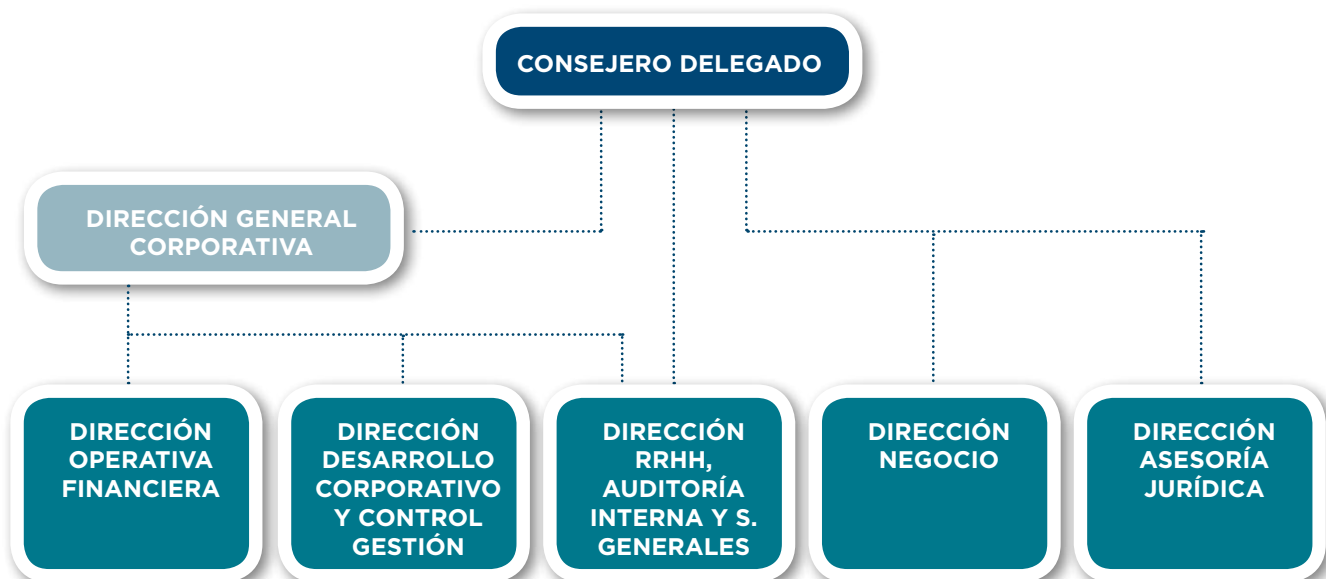 CONSEJERO DELEGADO
DIRECCIÓN GENERAL
CORPORATIVA
DIRECCIÓN
OPERATIVA
FINANCIERA
DIRECCIÓN
DESARROLLO
CORPORATIVO
Y CONTROL
GESTIÓN
DIRECCIÓN
RRHH,
AUDITORÍA
INTERNA Y S.
GENERALES
DIRECCIÓN
NEGOCIO
DIRECCIÓN
ASESORÍA
JURÍDICA